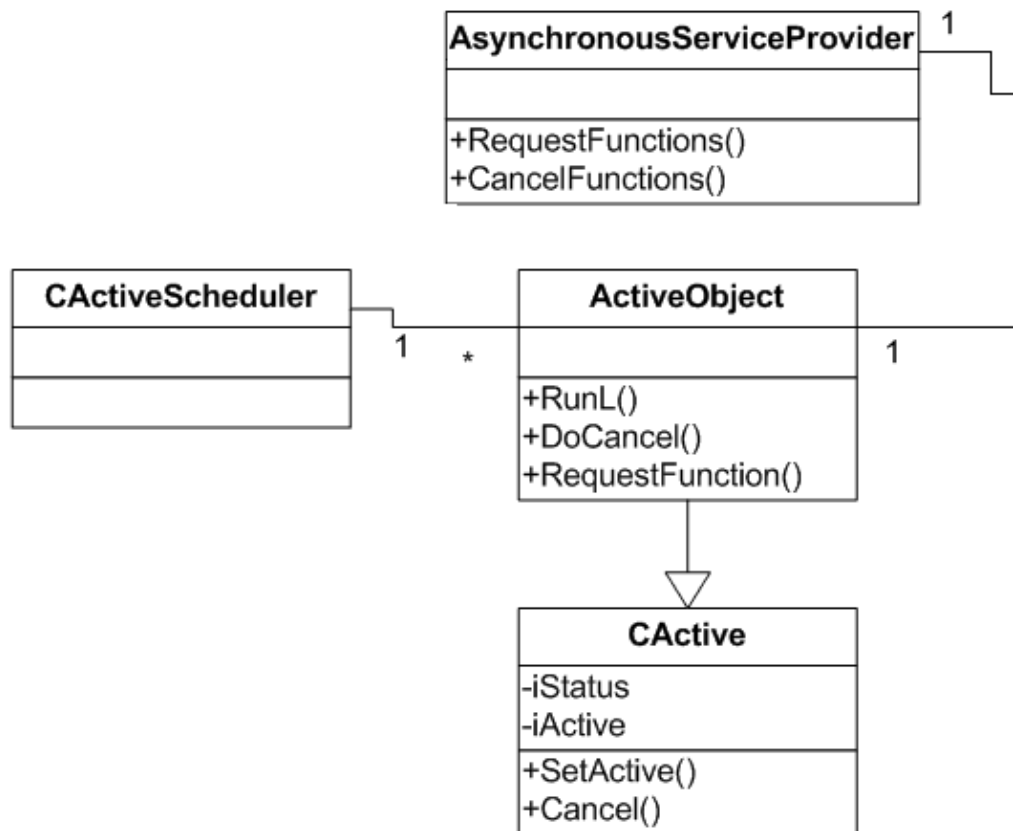 AsynchronousServiceProvider
1
+RequestFunctions()
+CancelFunctions()
CActiveScheduler
1
*
ActiveObject
1
+RunL()
+DoCancel()
+RequestFunction()
CActive
-iStatus
-iActive
+SetActive()
+Cancel()